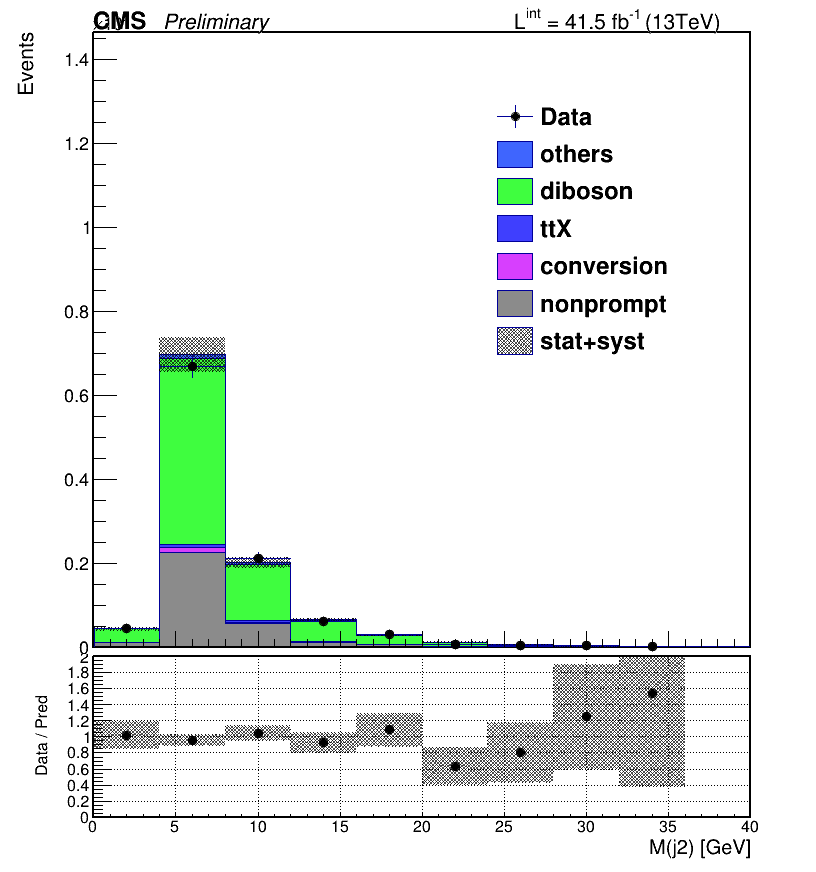 CMS Preliminary L^int = 41.5 fb^-1 (13TeV)
Events
1.4
1.2
1
0.8
0.6
0.4
0.2
0
Data
others
diboson
ttX
conversion
nonprompt
stat+syst
Data / Pred
2
1.8
1.6
1.4
1.2
1
0.8
0.6
0.4
0.2
0
0 5 10 15 20 25 30 35 40
M(j2) [GeV]